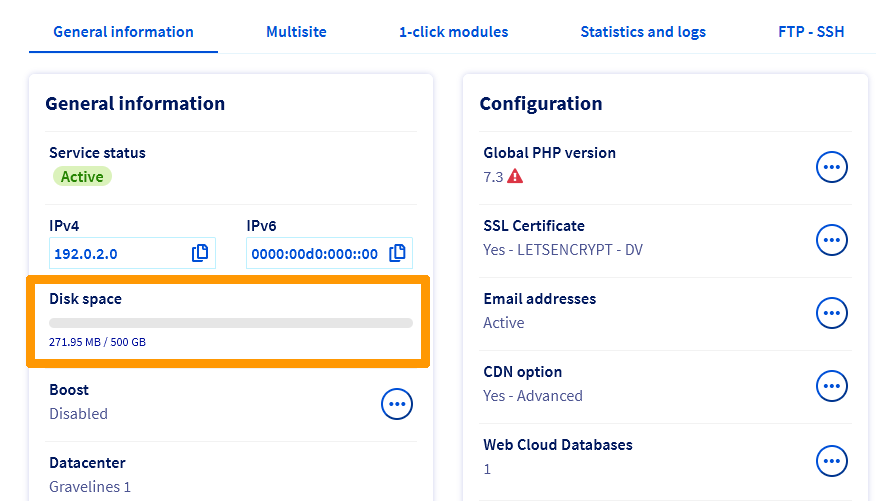 General information
Multisite
1-click modules
Statistics and logs
FTP - SSH
General information
Service status
Active
IPv4
IPv6
192.0.2.0
0000:00d0:000::00
Disk space
271.95 MB / 500 GB
Boost
Disabled
Datacenter
Gravelines 1
Configuration
Global PHP version
7.3
SSL Certificate
Yes - LETSENCRYPT - DV
Email addresses
Active
CDN option
Yes - Advanced
Web Cloud Databases
1